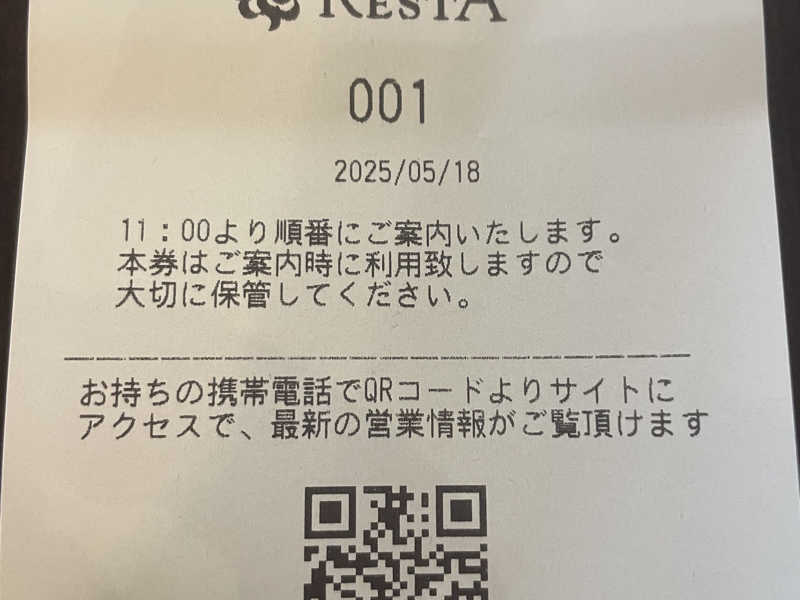 RESTA
001
2025/05/18
11：00より順番にご案内いたします。
本券はご案内時に利用致しますので
大切に保管してください。
お持ちの携帯電話でQRコードよりサイトに
アクセスで、最新の営業情報がご覧頂けます